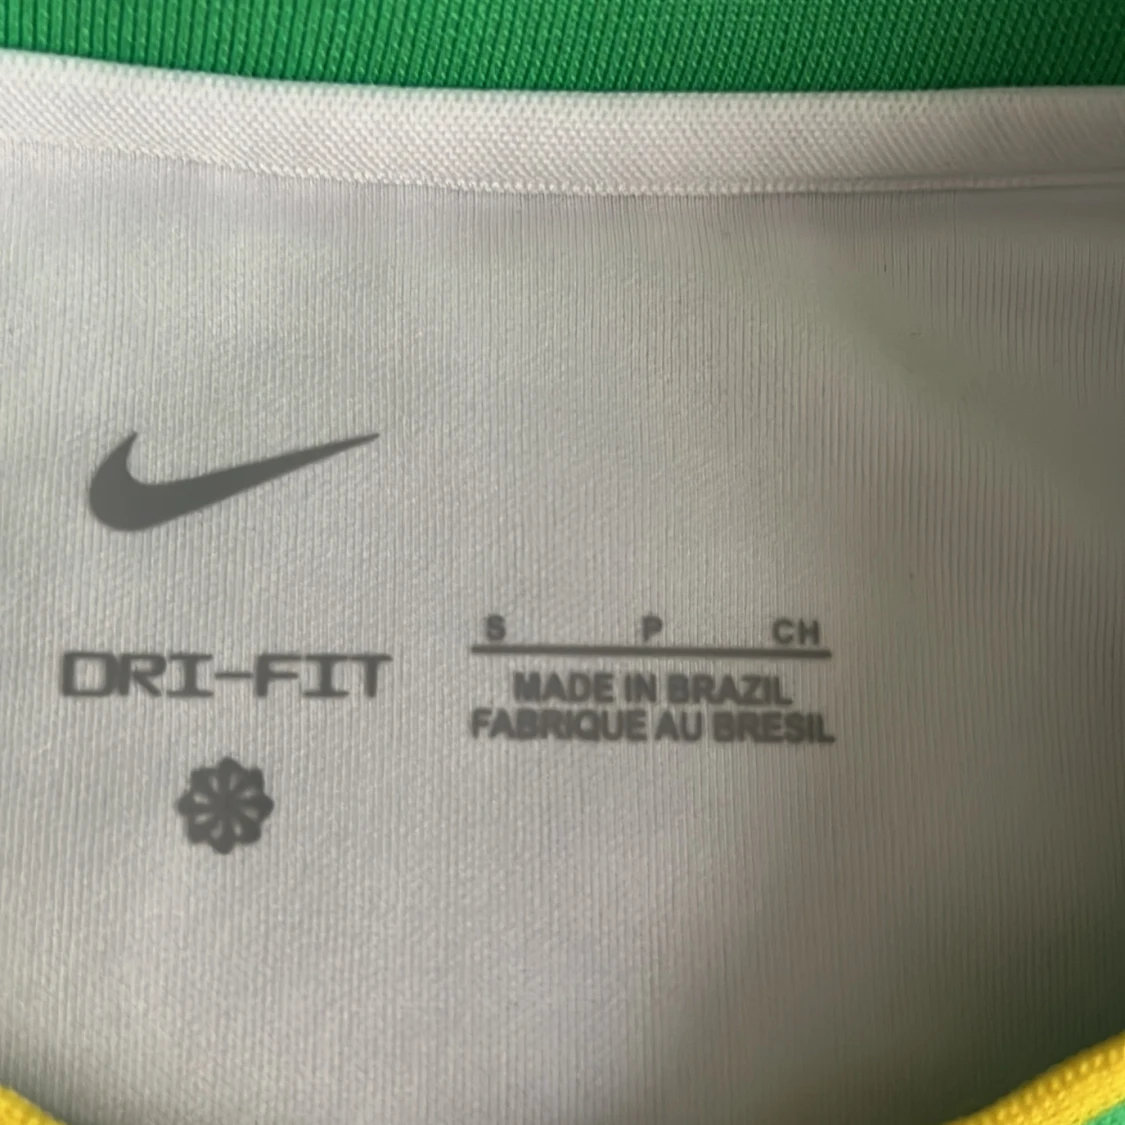 DRI-FIT
S P CH
MADE IN BRAZIL
FABRIQUE AU BRESIL